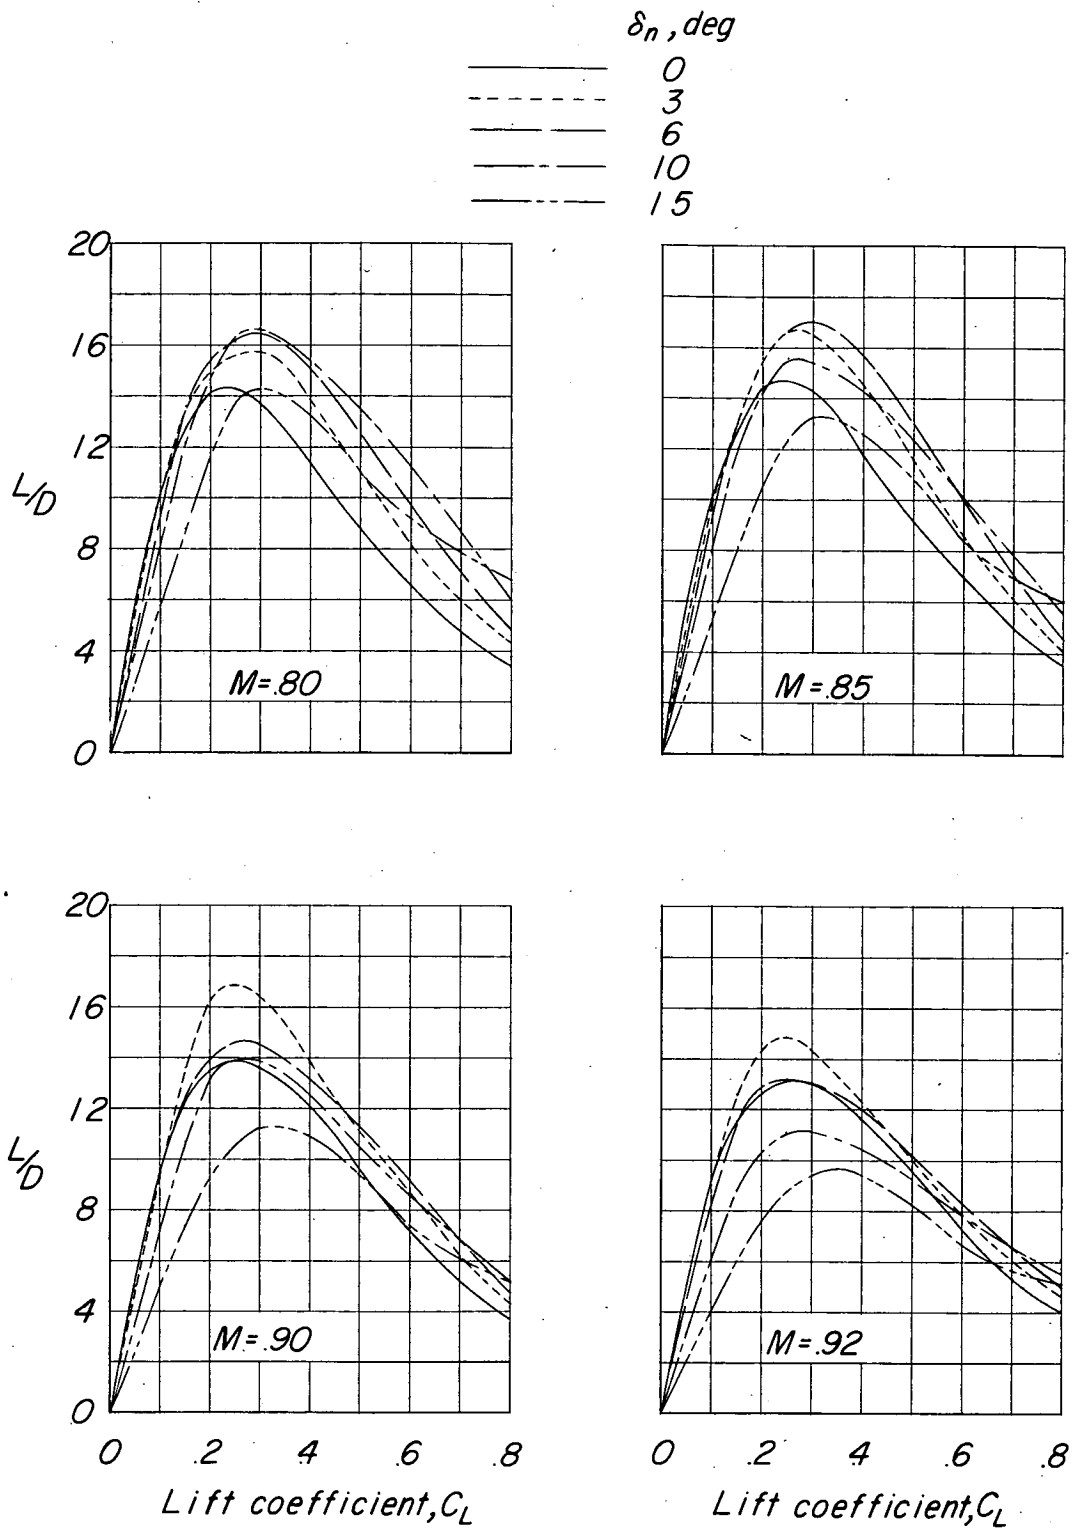 δn, deg
0
3
6
10
15
20
16
12
8
4
0
L/D
M=.80
M=.85
20
16
12
8
4
0
L/D
M=.90
M=.92
0 .2 .4 .6 .8
0 .2 .4 .6 .8
Lift coefficient, CL
Lift coefficient, CL